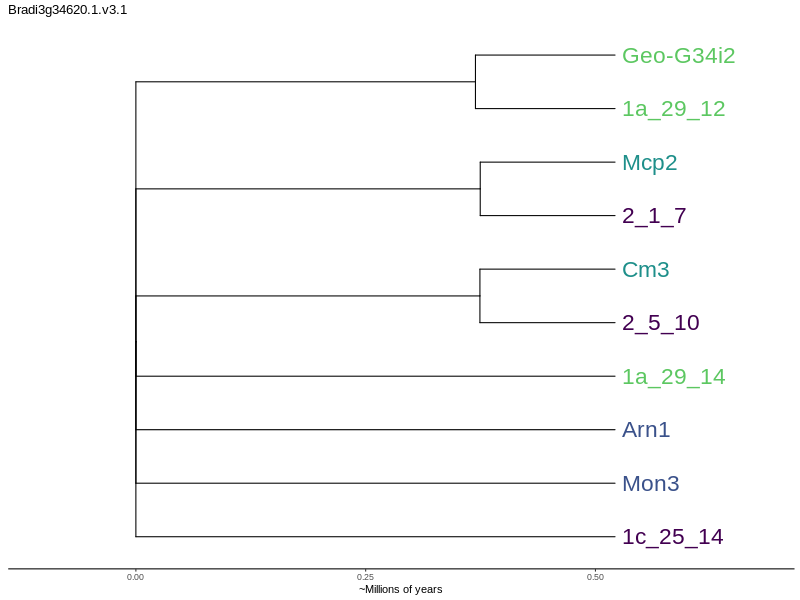 Bradi3g34620.1.v3.1
Geo-G34i2
1a_29_12
Mcp2
2_1_7
Cm3
2_5_10
1a_29_14
Arn1
Mon3
1c_25_14
0.00 0.25 0.50
~Millions of years